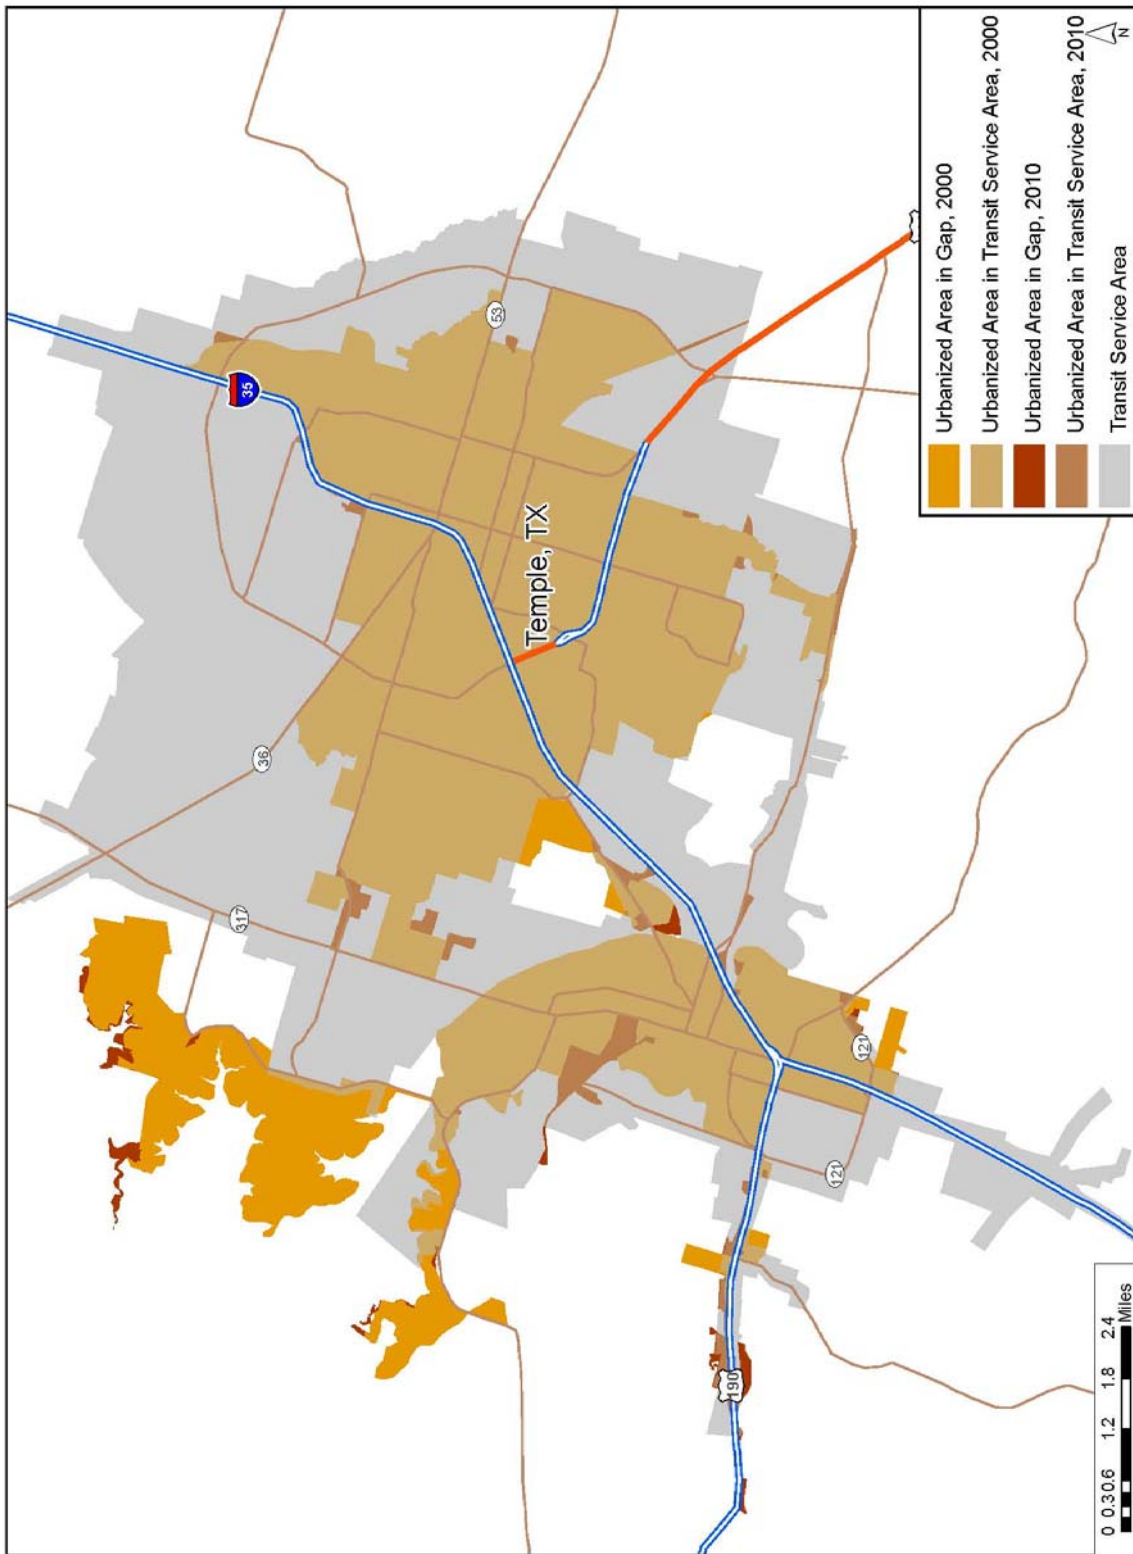 35
53
Temple, TX
36
317
121
121
190
Urbanized Area in Gap, 2000
Urbanized Area in Transit Service Area, 2000
Urbanized Area in Gap, 2010
Urbanized Area in Transit Service Area, 2010
Transit Service Area
N
0 0.3 0.6 1.2 1.8 2.4
Miles